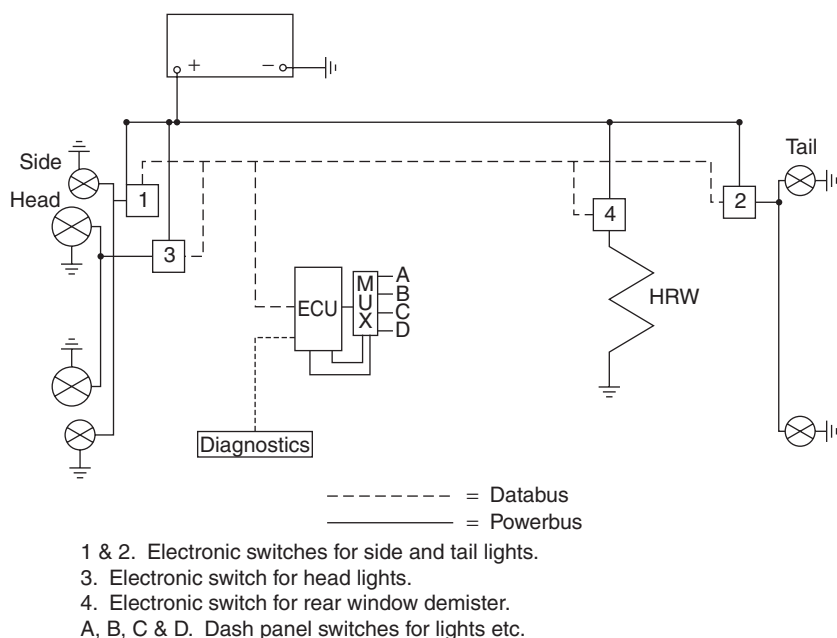 + −
Side
Tail
Head
1
2
3
4
ECU
MUX
A
B
C
D
HRW
Diagnostics
= Databus
= Powerbus
1 & 2. Electronic switches for side and tail lights.
3. Electronic switch for head lights.
4. Electronic switch for rear window demister.
A, B, C & D. Dash panel switches for lights etc.